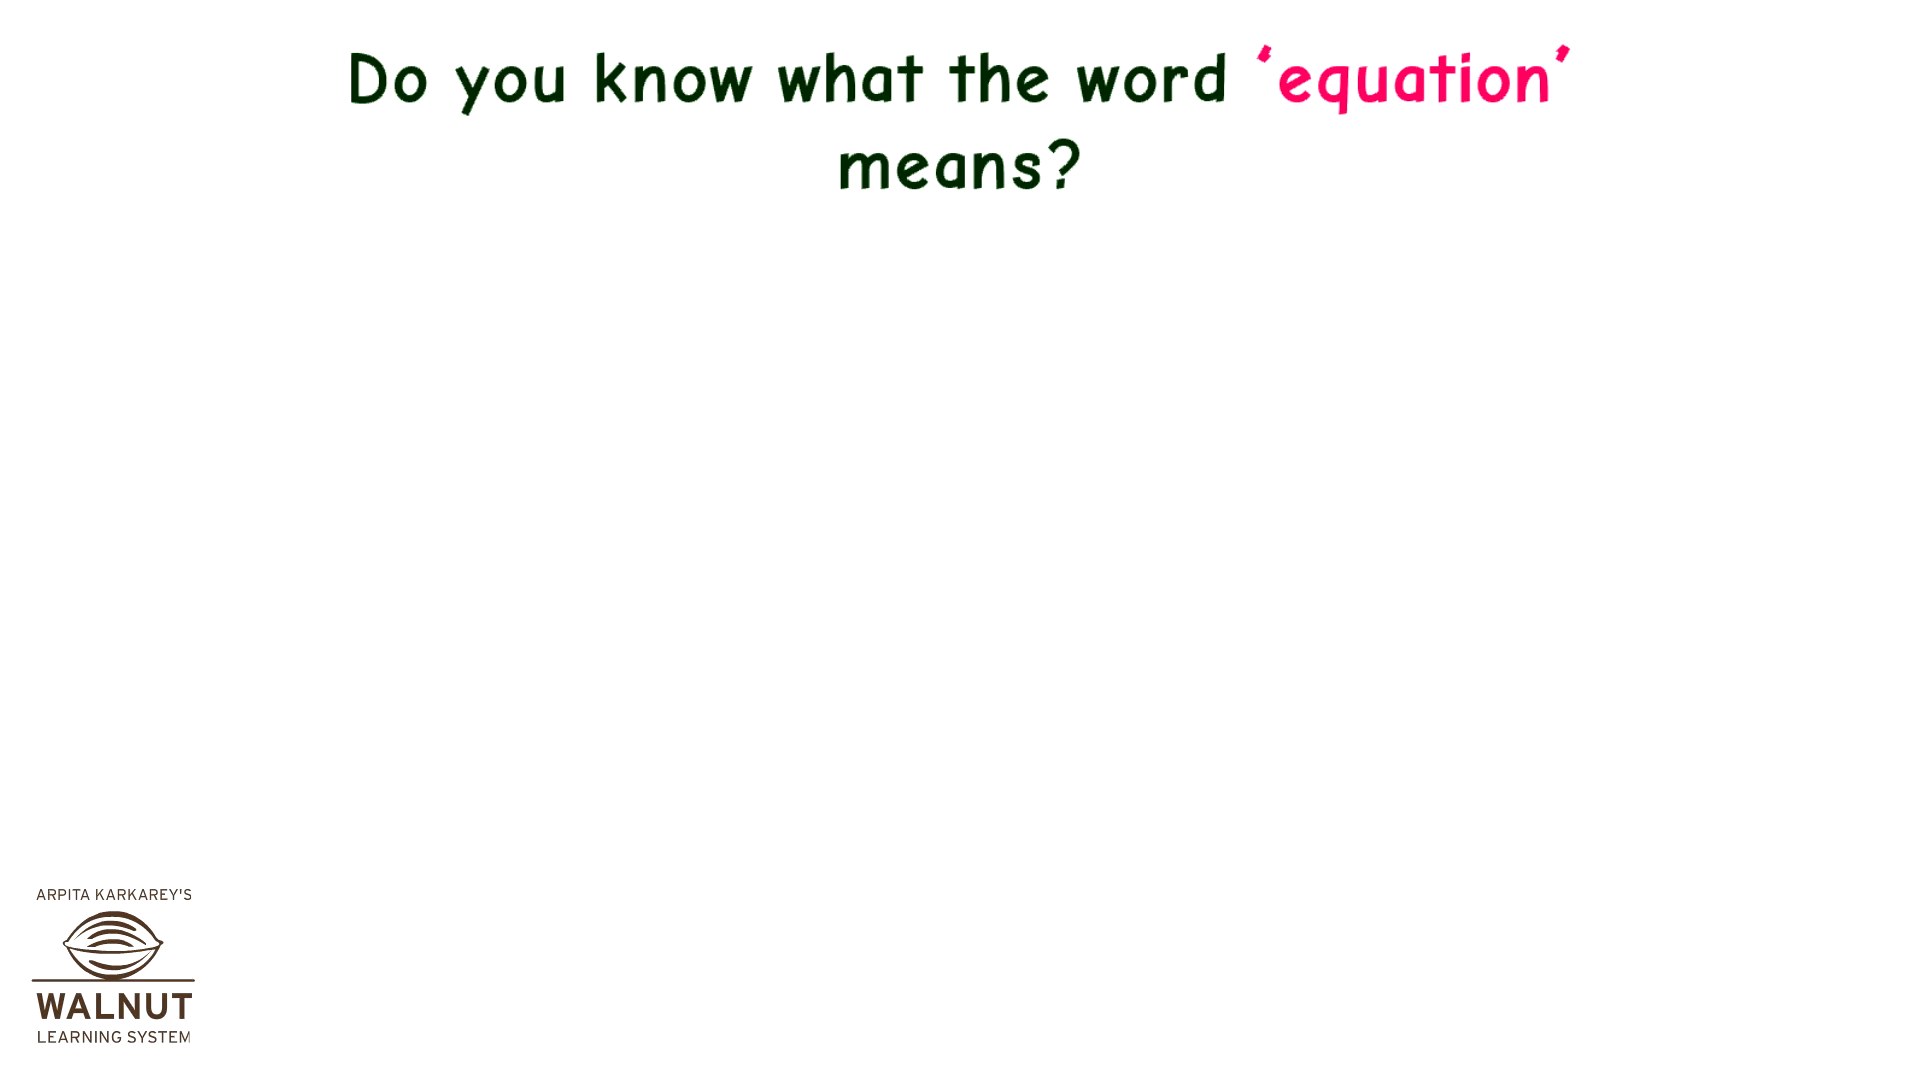 Do you know what the word ‘equation’
means?
ARPITA KARKAREY'S
WALNUT
LEARNING SYSTEM